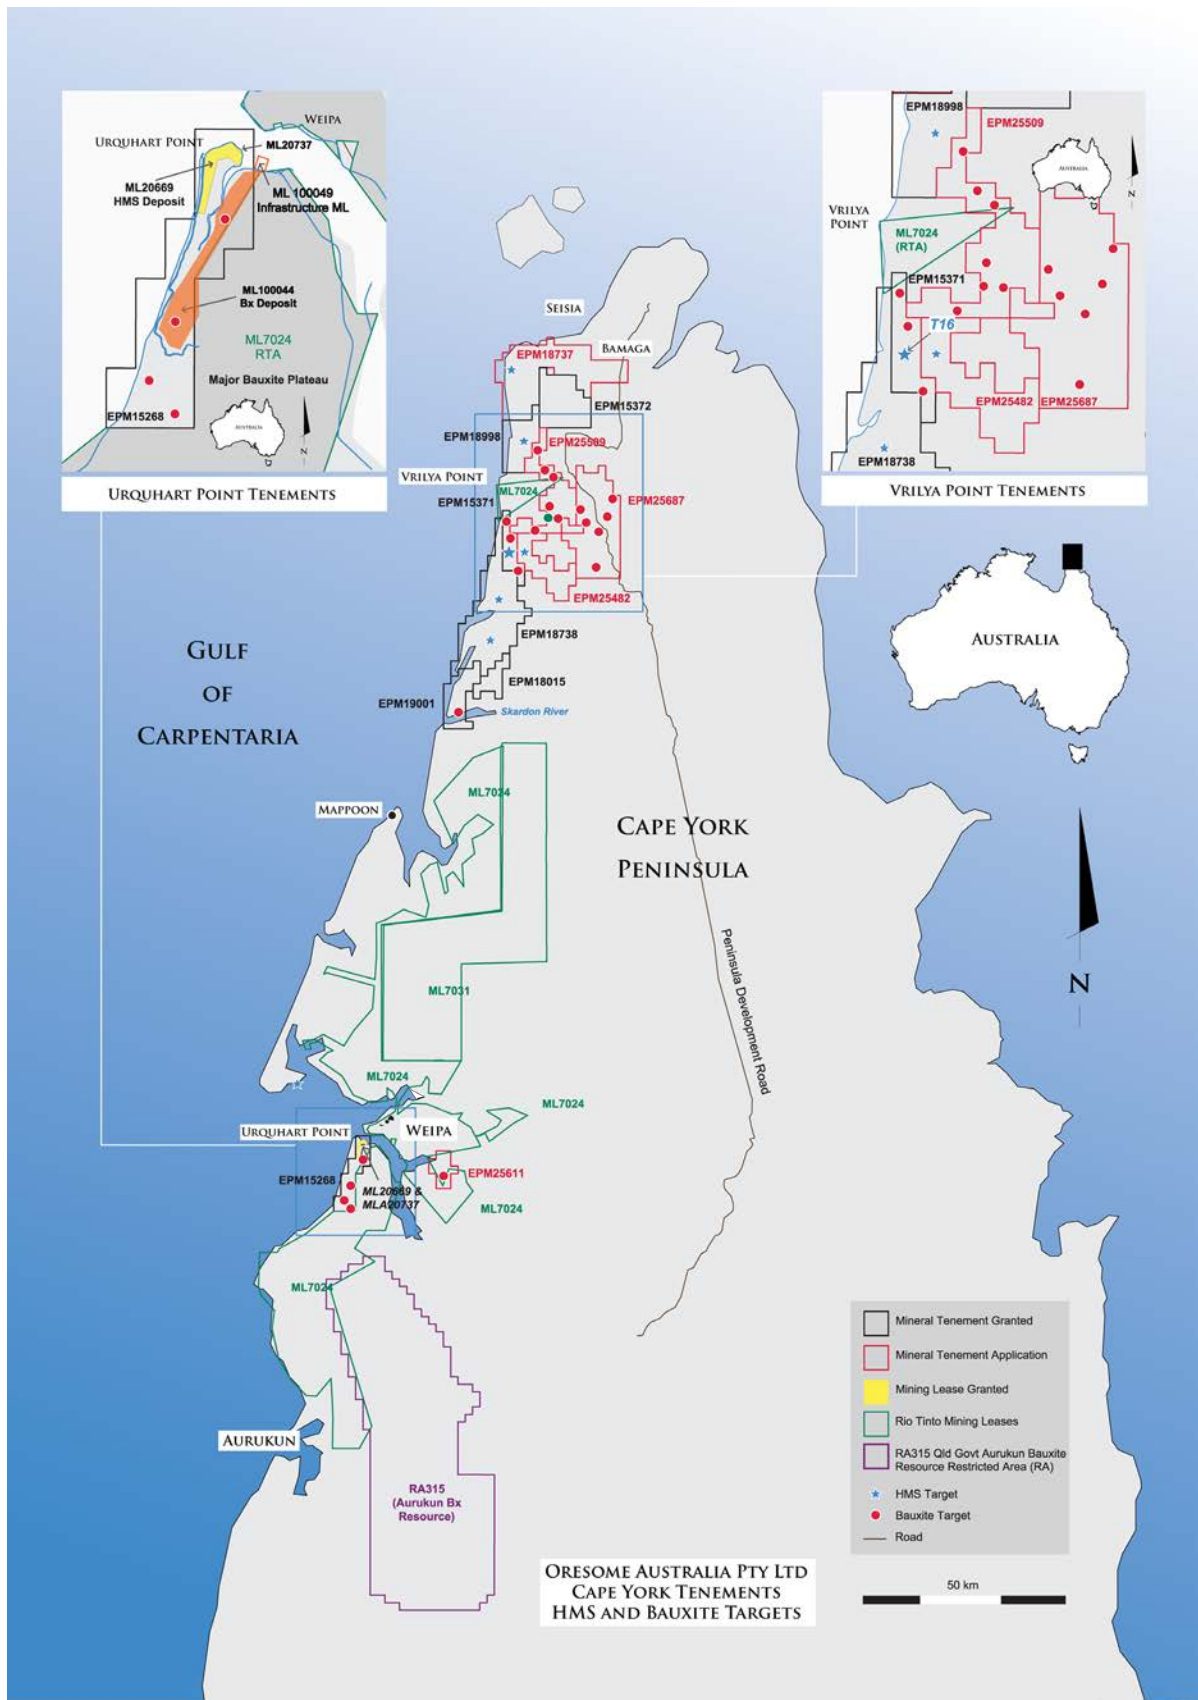 WEIPA
URQUHART POINT
ML20737
ML20669
HMS Deposit
ML 100049
Infrastructure ML
ML100044
Bx Deposit
ML7024
RTA
Major Bauxite Plateau
EPM15268
AUSTRALIA
N
URQUHART POINT TENEMENTS
EPM18998
EPM25509
AUSTRALIA
N
VRILYA
POINT
ML7024
(RTA)
EPM15371
T16
EPM25482
EPM25687
EPM18738
VRILYA POINT TENEMENTS
SEISIA
BAMAGA
EPM18737
EPM15372
EPM18998
EPM25509
VRILYA POINT
ML7024
EPM15371
EPM25687
EPM25482
EPM18738
EPM18015
EPM19001
Skardon River
GULF
OF
CARPENTARIA
AUSTRALIA
MAPPOON
ML7024
CAPE YORK
PENINSULA
Peninsula Development Road
N
ML7031
ML7024
ML7024
URQUHART POINT
WEIPA
EPM15268
ML20669 &
MLA20737
EPM25611
ML7024
ML7024
AURUKUN
RA315
(Aurukun Bx
Resource)
Mineral Tenement Granted
Mineral Tenement Application
Mining Lease Granted
Rio Tinto Mining Leases
RA315 Qld Govt Aurukun Bauxite
Resource Restricted Area (RA)
HMS Target
Bauxite Target
Road
50 km
ORESOME AUSTRALIA PTY LTD
CAPE YORK TENEMENTS
HMS AND BAUXITE TARGETS